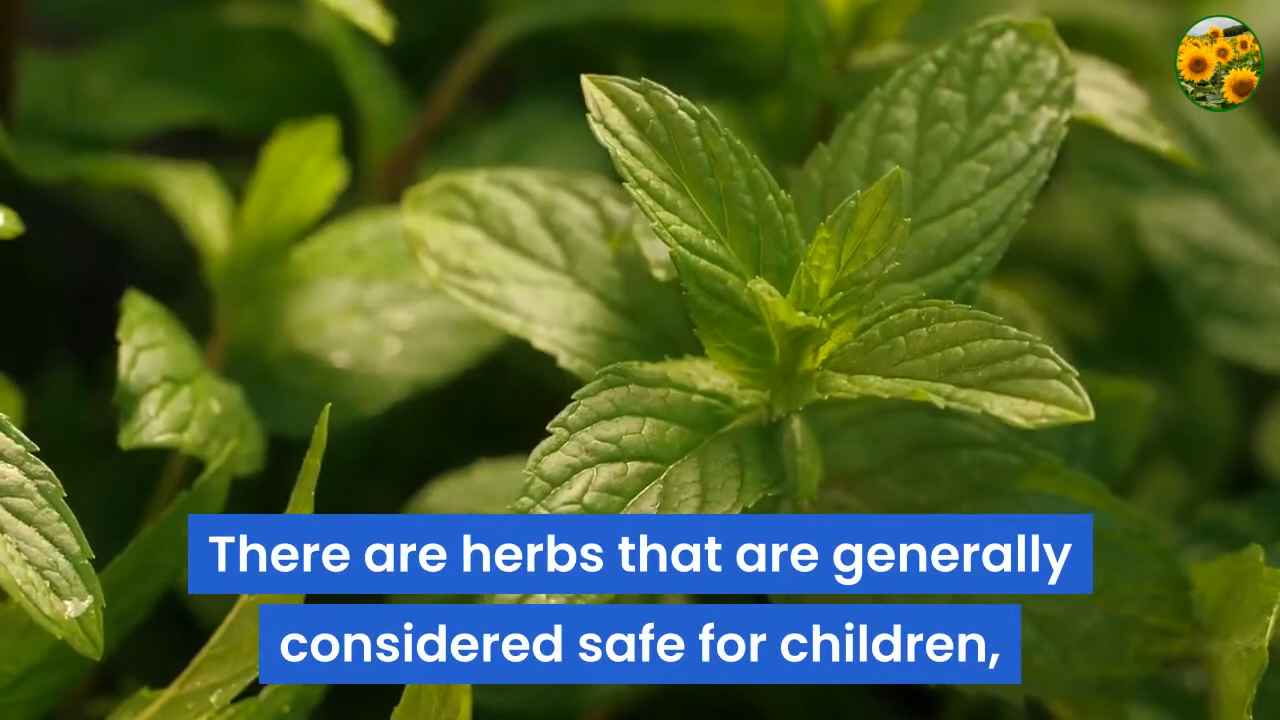 There are herbs that are generally
considered safe for children,